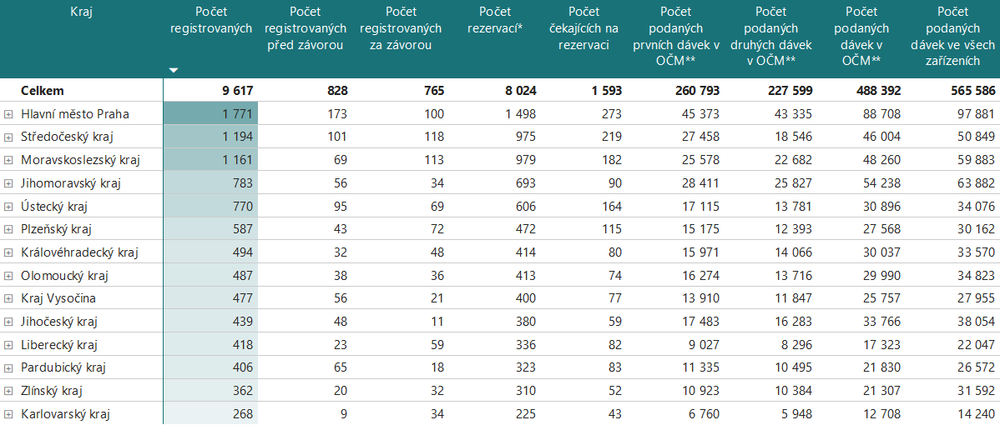 Kraj Počet registrovaných Počet registrovaných před závorou Počet registrovaných za závorou Počet rezervací* Počet čekajících na rezervaci Počet podaných prvních dávek v OČM** Počet podaných druhých dávek v OČM** Počet podaných dávek v OČM** Počet podaných dávek ve všech zařízeních
Celkem 9 617 828 765 8 024 1 593 260 793 227 599 488 392 565 586
Hlavní město Praha 1 771 173 100 1 498 273 45 373 43 335 88 708 97 881
Středočeský kraj 1 194 101 118 975 219 27 458 18 546 46 004 50 849
Moravskoslezský kraj 1 161 69 113 979 182 25 578 22 682 48 260 59 883
Jihomoravský kraj 783 56 34 693 90 28 411 25 827 54 238 63 882
Ústecký kraj 770 95 69 606 164 17 115 13 781 30 896 34 076
Plzeňský kraj 587 43 72 472 115 15 175 12 393 27 568 30 162
Královéhradecký kraj 494 32 48 414 80 15 971 14 066 30 037 33 570
Olomoucký kraj 487 38 36 413 74 16 274 13 716 29 990 34 823
Kraj Vysočina 477 56 21 400 77 13 910 11 847 25 757 27 955
Jihočeský kraj 439 48 11 380 59 17 483 16 283 33 766 38 054
Liberecký kraj 418 23 59 336 82 9 027 8 296 17 323 22 047
Pardubický kraj 406 65 18 323 83 11 335 10 495 21 830 26 572
Zlínský kraj 362 20 32 310 52 10 923 10 384 21 307 31 592
Karlovarský kraj 268 9 34 225 43 6 760 5 948 12 708 14 240